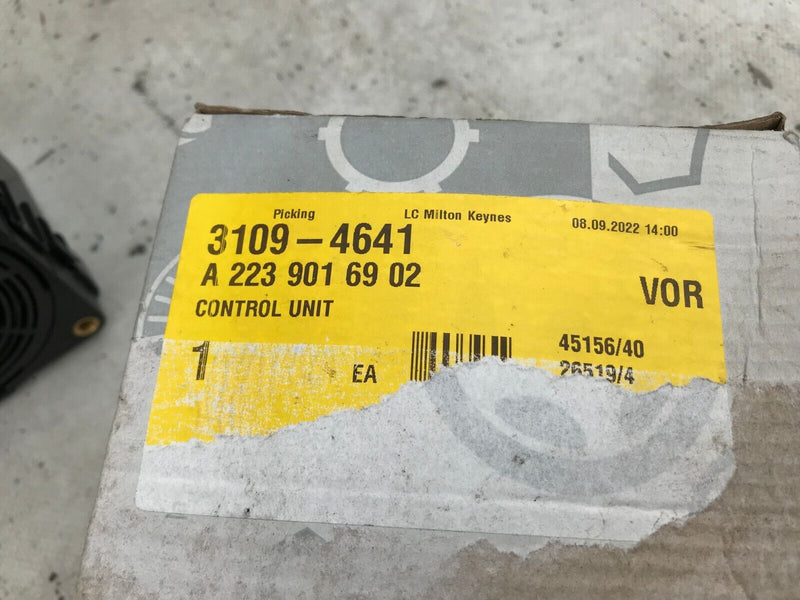 Picking LC Milton Keynes 08.09.2022 14:00
3109-4641
A 223 901 69 02 VOR
CONTROL UNIT
1 EA 45156/40
26519/4